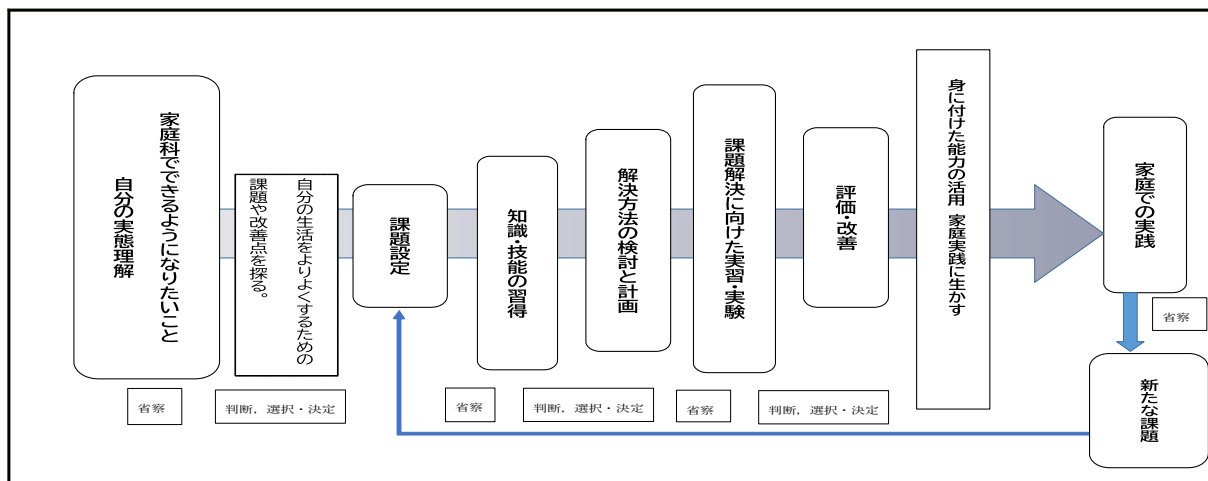 家庭科でできるようになりたいこと
自分の実態理解
自分の生活をよりよくするための
課題や改善点を探る。
課題設定
知識・技能の習得
解決方法の検討と計画
課題解決に向けた実習・実験
評価・改善
身に付けた能力の活用 家庭実践に生かす
家庭での実践
省察
新たな課題
省察
判断，選択・決定
省察
判断，選択・決定
省察
判断，選択・決定